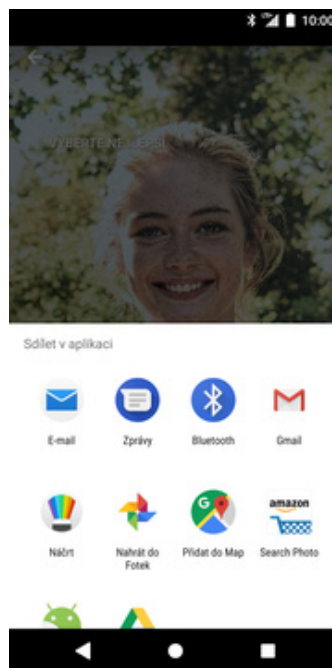 10:00
VYBERTE NEJLEPŠÍ
Sdílet v aplikaci
E-mail
Zprávy
Bluetooth
Gmail
Náčrt
Nahrát do
Fotek
Přidat do Map
amazon
Search Photo